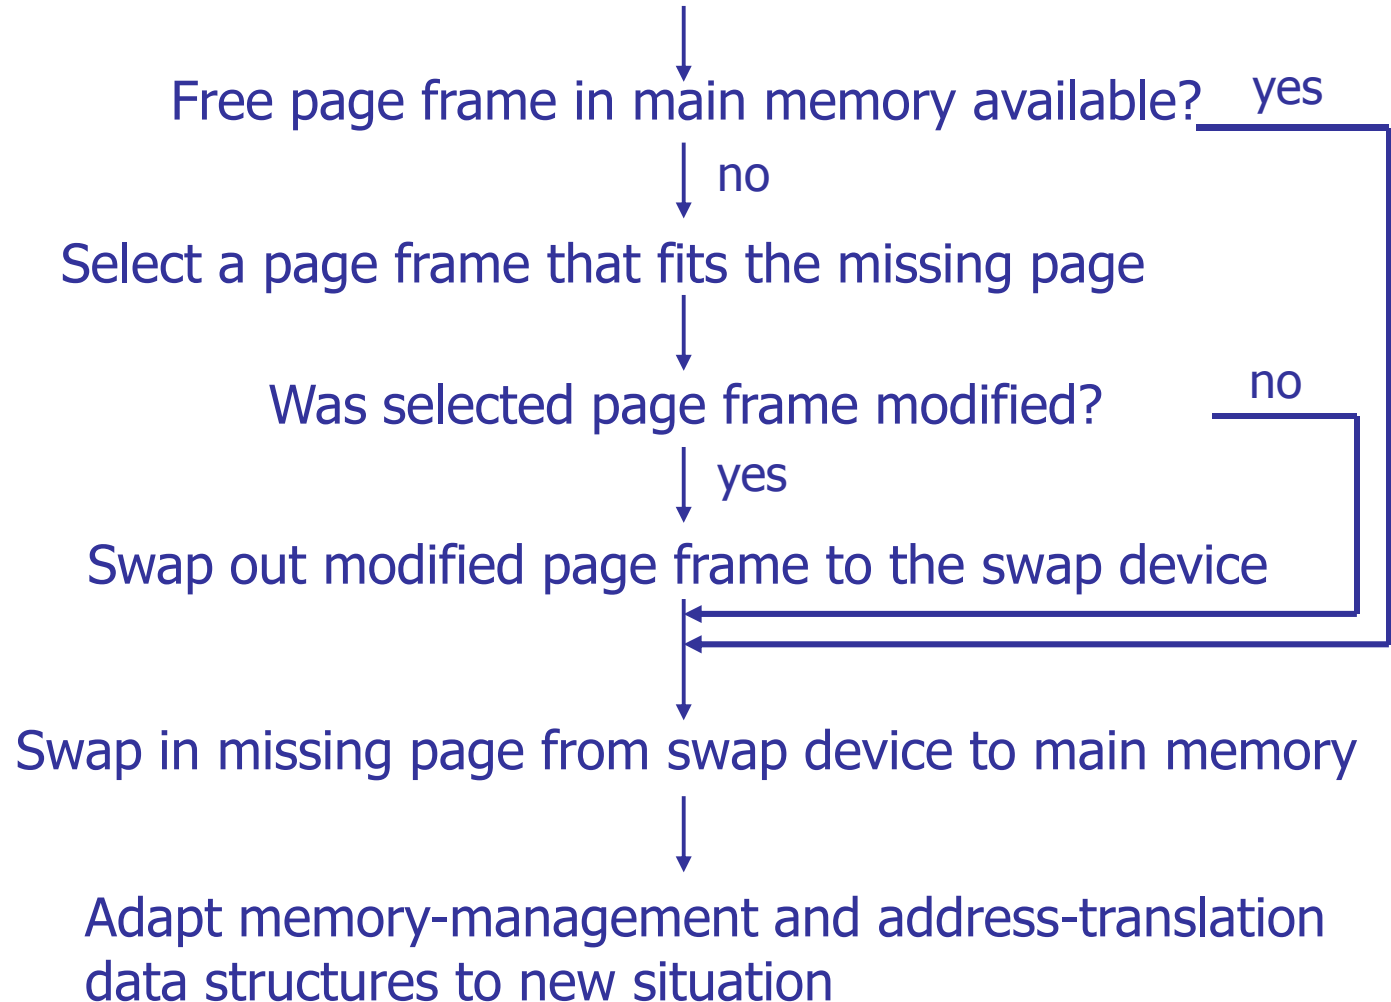 Free page frame in main memory available?
yes
no
Select a page frame that fits the missing page
Was selected page frame modified?
no
yes
Swap out modified page frame to the swap device
Swap in missing page from swap device to main memory
Adapt memory-management and address-translation
data structures to new situation